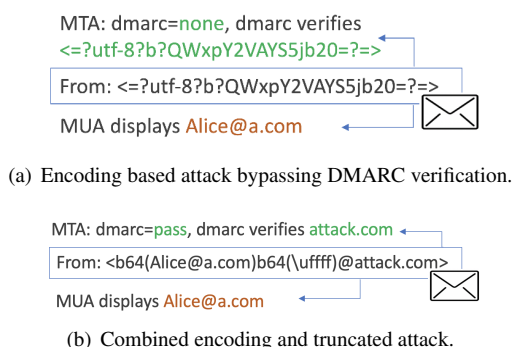 MTA: dmarc=none, dmarc verifies
<=?utf-8?b?QWxpY2VAYS5jb20=?=>
From: <=?utf-8?b?QWxpY2VAYS5jb20=?=>
MUA displays Alice@a.com
(a) Encoding based attack bypassing DMARC verification.
MTA: dmarc=pass, dmarc verifies attack.com
From: <b64(Alice@a.com)b64(\uffff)@attack.com>
MUA displays Alice@a.com
(b) Combined encoding and truncated attack.